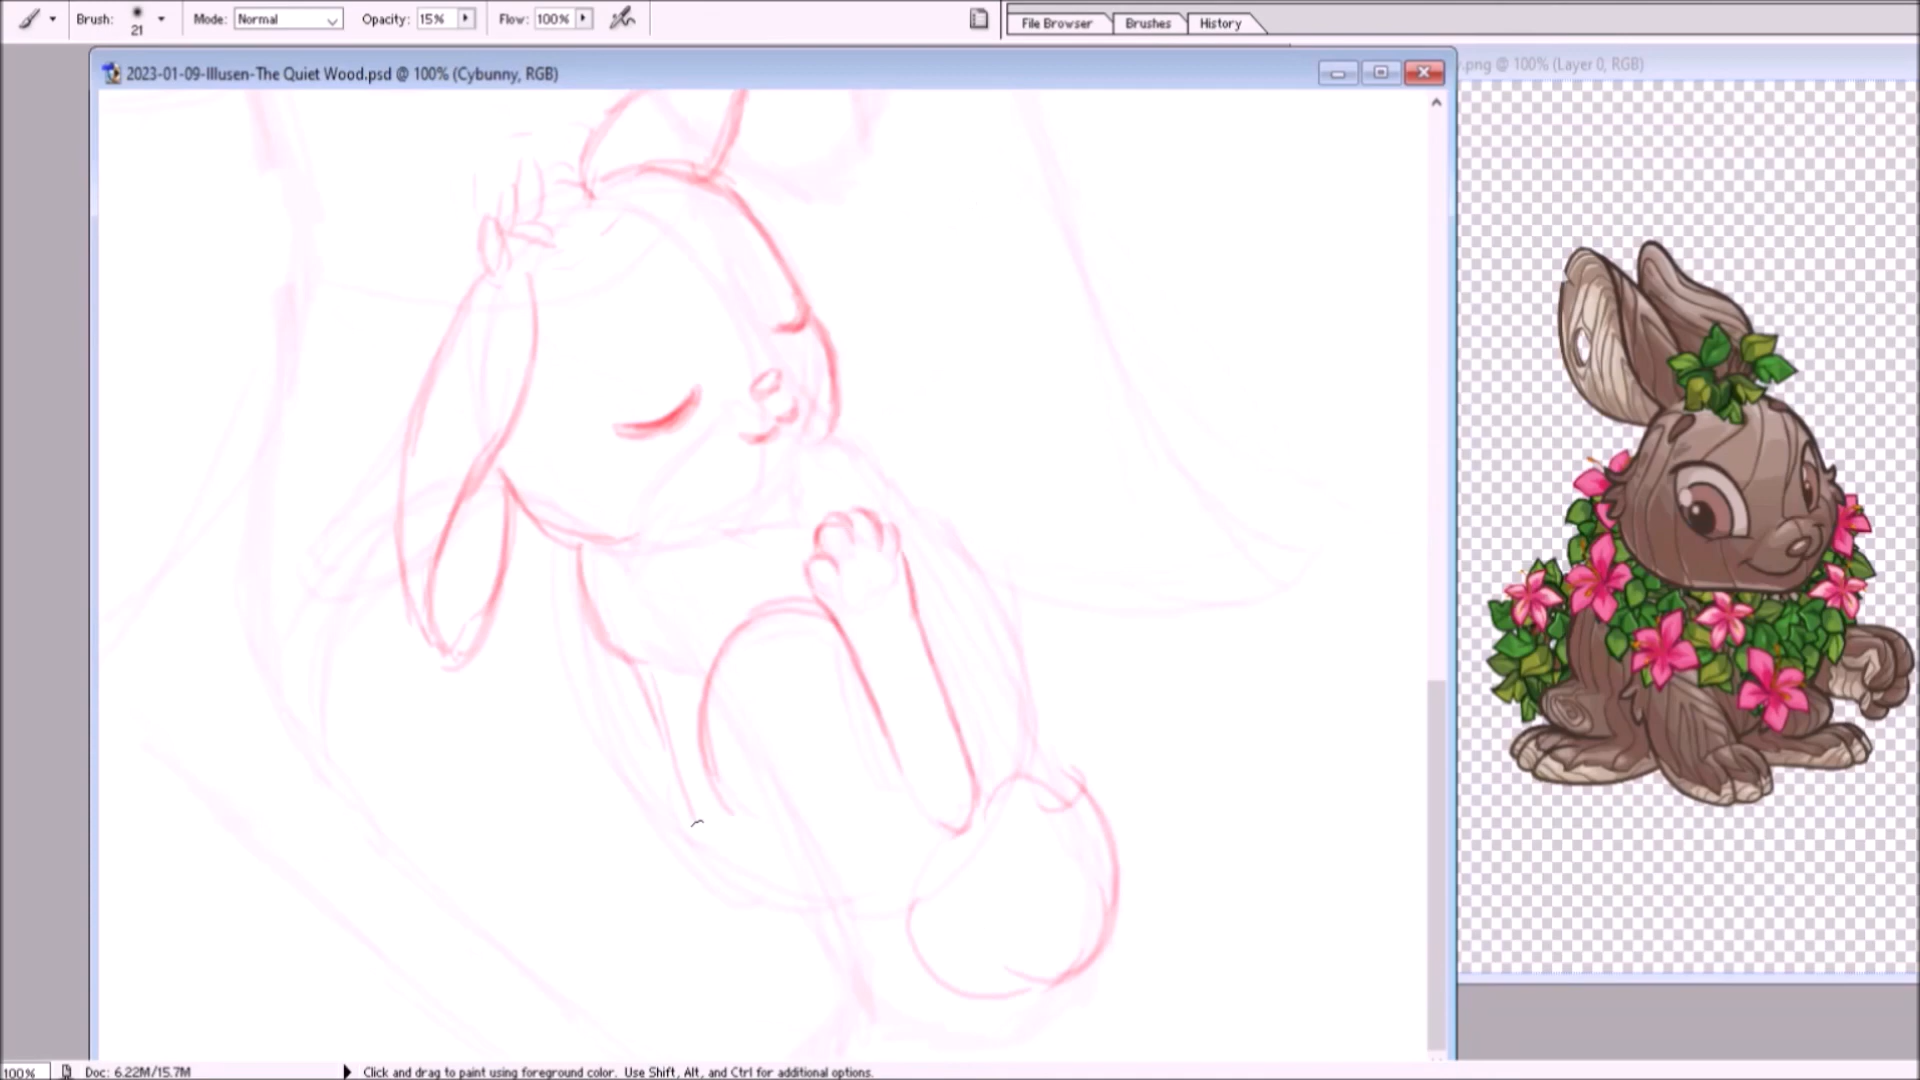 Brush: 21 Mode: Normal Opacity: 15% Flow: 100% File Browser Brushes History
2023-01-09-Illusen-The Quiet Wood.psd @ 100% (Cybunny, RGB)
.png @ 100% (Layer 0, RGB)
100% Doc: 6.22M/15.7M Click and drag to paint using foreground color. Use Shift, Alt, and Ctrl for additional options.